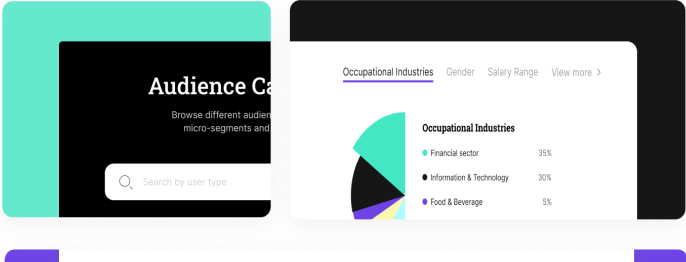 Audience Ca
Browse different audien
micro-segments and
Search by user type
Occupational Industries Gender Salary Range View more
Occupational Industries
Financial sector 35%
Information & Technology 30%
Food & Beverage 5%